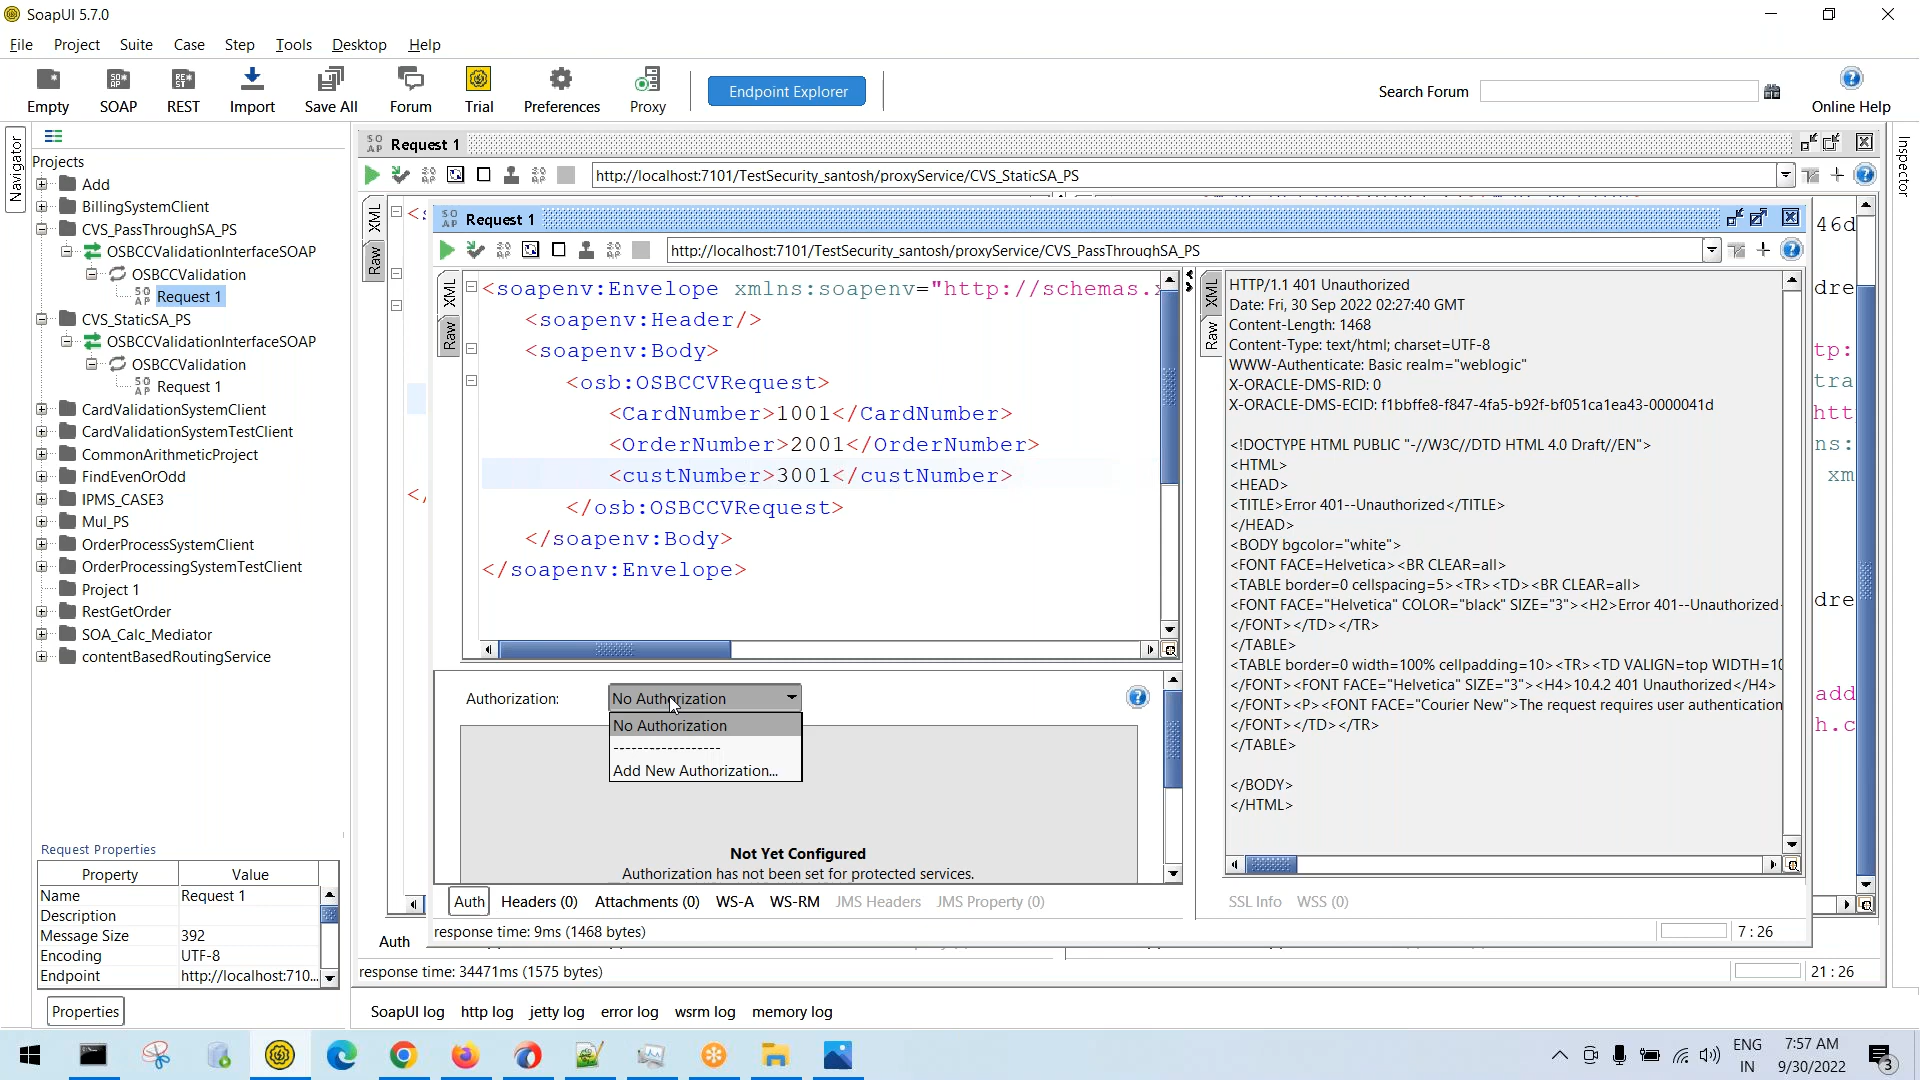 SoapUI 5.7.0
File Project Suite Case Step Tools Desktop Help
Empty SOAP REST Import Save All Forum Trial Preferences Proxy Endpoint Explorer Search Forum Online Help
Navigator
Inspector
Projects
Add
BillingSystemClient
CVS_PassThroughSA_PS
OSBCCValidationInterfaceSOAP
OSBCCValidation
Request 1
CVS_StaticSA_PS
OSBCCValidationInterfaceSOAP
OSBCCValidation
Request 1
CardValidationSystemClient
CardValidationSystemTestClient
CommonArithmeticProject
FindEvenOrOdd
IPMS_CASE3
Mul_PS
OrderProcessSystemClient
OrderProcessingSystemTestClient
Project 1
RestGetOrder
SOA_Calc_Mediator
contentBasedRoutingService
Request Properties
Property Value
Name Request 1
Description
Message Size 392
Encoding UTF-8
Endpoint http://localhost:710...
Properties
Request 1
http://localhost:7101/TestSecurity_santosh/proxyService/CVS_StaticSA_PS
XML
Raw
<s
</
Request 1
http://localhost:7101/TestSecurity_santosh/proxyService/CVS_PassThroughSA_PS
XML
Raw
<soapenv:Envelope xmlns:soapenv="http://schemas.x
<soapenv:Header/>
<soapenv:Body>
<osb:OSBCCVRequest>
<CardNumber>1001</CardNumber>
<OrderNumber>2001</OrderNumber>
<custNumber>3001</custNumber>
</osb:OSBCCVRequest>
</soapenv:Body>
</soapenv:Envelope>
Authorization: No Authorization
No Authorization
------------------
Add New Authorization...
Not Yet Configured
Authorization has not been set for protected services.
Auth Headers (0) Attachments (0) WS-A WS-RM JMS Headers JMS Property (0)
response time: 9ms (1468 bytes)
XML
Raw
HTTP/1.1 401 Unauthorized
Date: Fri, 30 Sep 2022 02:27:40 GMT
Content-Length: 1468
Content-Type: text/html; charset=UTF-8
WWW-Authenticate: Basic realm="weblogic"
X-ORACLE-DMS-RID: 0
X-ORACLE-DMS-ECID: f1bbffe8-f847-4fa5-b92f-bf051ca1ea43-0000041d
<!DOCTYPE HTML PUBLIC "-//W3C//DTD HTML 4.0 Draft//EN">
<HTML>
<HEAD>
<TITLE>Error 401--Unauthorized</TITLE>
</HEAD>
<BODY bgcolor="white">
<FONT FACE=Helvetica><BR CLEAR=all>
<TABLE border=0 cellspacing=5><TR><TD><BR CLEAR=all>
<FONT FACE="Helvetica" COLOR="black" SIZE="3"><H2>Error 401--Unauthorized
</FONT></TD></TR>
</TABLE>
<TABLE border=0 width=100% cellpadding=10><TR><TD VALIGN=top WIDTH=10
</FONT><FONT FACE="Helvetica" SIZE="3"><H4>10.4.2 401 Unauthorized</H4>
</FONT><P><FONT FACE="Courier New">The request requires user authentication
</FONT></TD></TR>
</TABLE>
</BODY>
</HTML>
SSL Info WSS (0)
7 : 26
46d
dre
tp:
tra
htt
ns:
xm
dre
add
h.c
Auth
response time: 34471ms (1575 bytes)
21 : 26
SoapUI log http log jetty log error log wsrm log memory log
ENG
IN
7:57 AM
9/30/2022
3